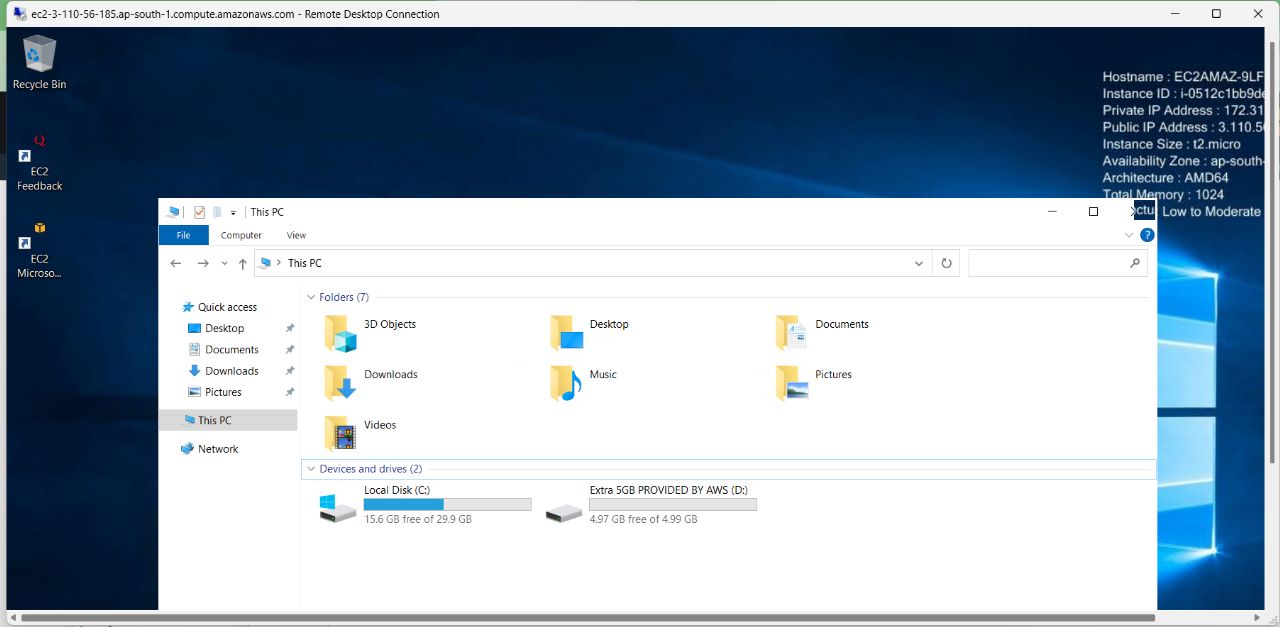 ec2-3-110-56-185.ap-south-1.compute.amazonaws.com - Remote Desktop Connection
Recycle Bin
EC2
Feedback
EC2
Microso...
Hostname : EC2AMAZ-9LF
Instance ID : i-0512c1bb9de
Private IP Address : 172.31
Public IP Address : 3.110.56
Instance Size : t2.micro
Availability Zone : ap-south-
Architecture : AMD64
Total Memory : 1024
Low to Moderate
This PC
File Computer View
This PC
Quick access
Desktop
Documents
Downloads
Pictures
This PC
Network
Folders (7)
3D Objects
Desktop
Documents
Downloads
Music
Pictures
Videos
Devices and drives (2)
Local Disk (C:)
15.6 GB free of 29.9 GB
Extra 5GB PROVIDED BY AWS (D:)
4.97 GB free of 4.99 GB